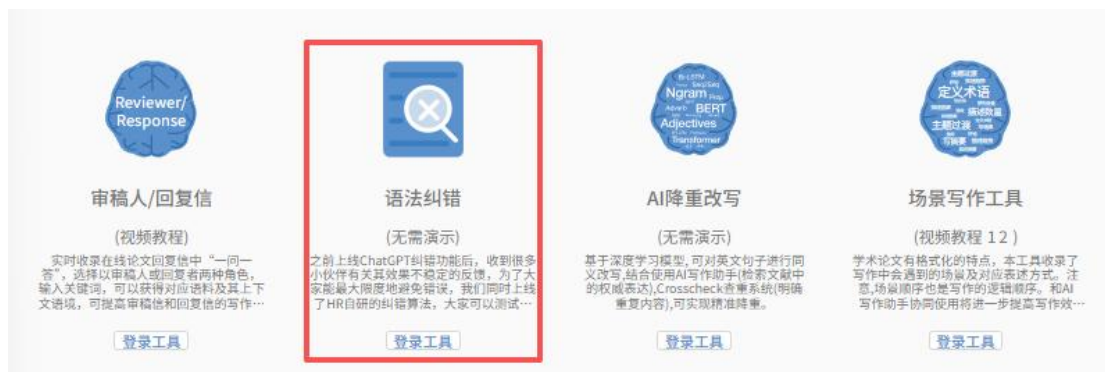 Reviewer/
Response
审稿人/回复信
(视频教程)
实时收录在线论文回复信中“一问一
答”，选择以审稿人或回复者两种角色，
输入关键词，可以获得对应语料及其上下
文语境，可提高审稿信和回复信的写作…
登录工具
语法纠错
(无需演示)
之前上线ChatGPT纠错功能后，收到很多
小伙伴有关其效果不稳定的反馈，为了大
家能最大限度地避免错误，我们同时上线
了HR自研的纠错算法，大家可以测试…
登录工具
Bi-LSTM
Seq2Seq
Ngram
Adverb BERT
Adjectives
Transformer
AI降重改写
(无需演示)
基于深度学习模型,可对英文句子进行同
义改写,结合使用AI写作助手(检索文献中
的权威表达),Crosscheck查重系统(明确
重复内容),可实现精准降重。
登录工具
主题过渡
定义术语
描述数量
主题过渡
写摘要
场景写作工具
(视频教程 1 2 )
学术论文有格式化的特点，本工具收录了
写作中会遇到的场景及对应表述方式。注
意,场景顺序也是写作的逻辑顺序。和AI
写作助手协同使用将进一步提高写作效…
登录工具